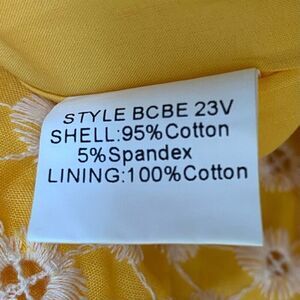 STYLE BCBE 23V
SHELL:95%Cotton
5%Spandex
LINING:100%Cotton